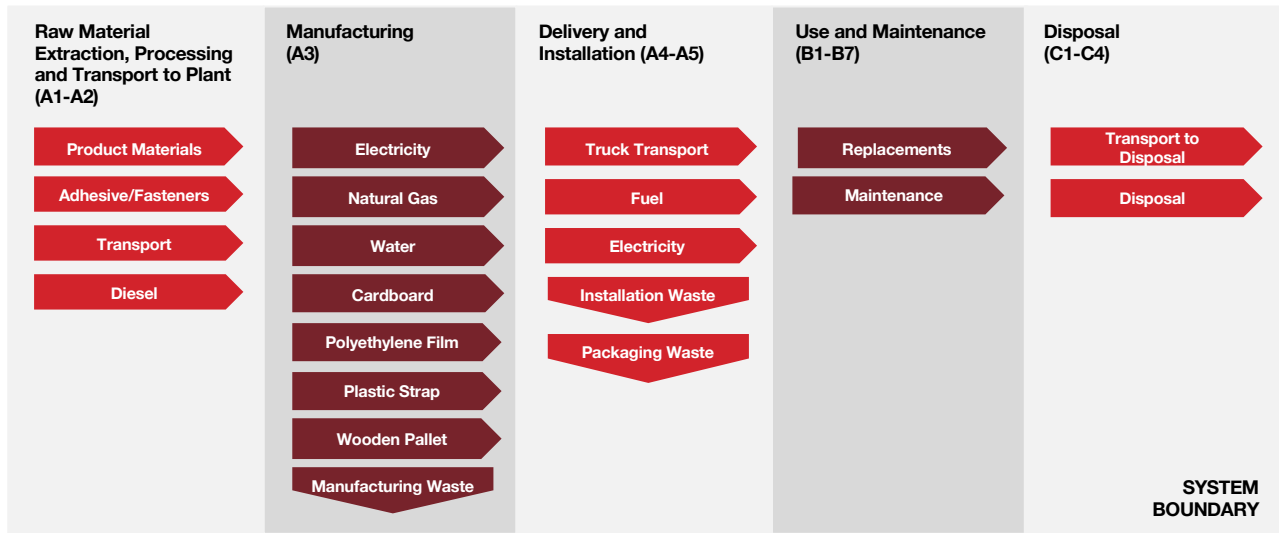 Raw Material
Extraction, Processing
and Transport to Plant
(A1-A2)
Product Materials
Adhesive/Fasteners
Transport
Diesel
Manufacturing
(A3)
Electricity
Natural Gas
Water
Cardboard
Polyethylene Film
Plastic Strap
Wooden Pallet
Manufacturing Waste
Delivery and
Installation (A4-A5)
Truck Transport
Fuel
Electricity
Installation Waste
Packaging Waste
Use and Maintenance
(B1-B7)
Replacements
Maintenance
Disposal
(C1-C4)
Transport to
Disposal
Disposal
SYSTEM
BOUNDARY